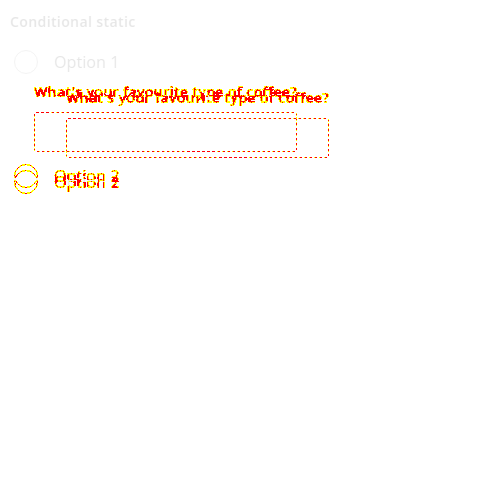 Conditional static
Option 1
What's your favourite type of coffee?
What's your favourite type of coffee?
Option 2
Option 2